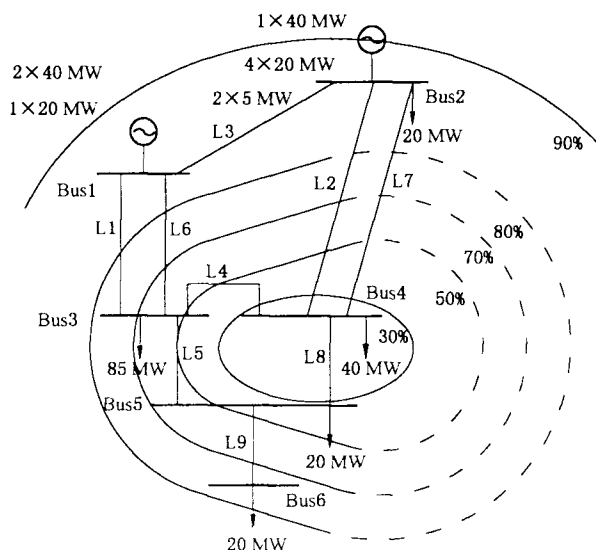 1×40 MW
2×40 MW
4×20 MW
1×20 MW
2×5 MW
Bus2
20 MW
90%
L3
Bus1
L2
L7
L1
L6
80%
70%
L4
50%
Bus4
Bus3
30%
L5
L8
85 MW
40 MW
Bus5
L9
20 MW
Bus6
20 MW